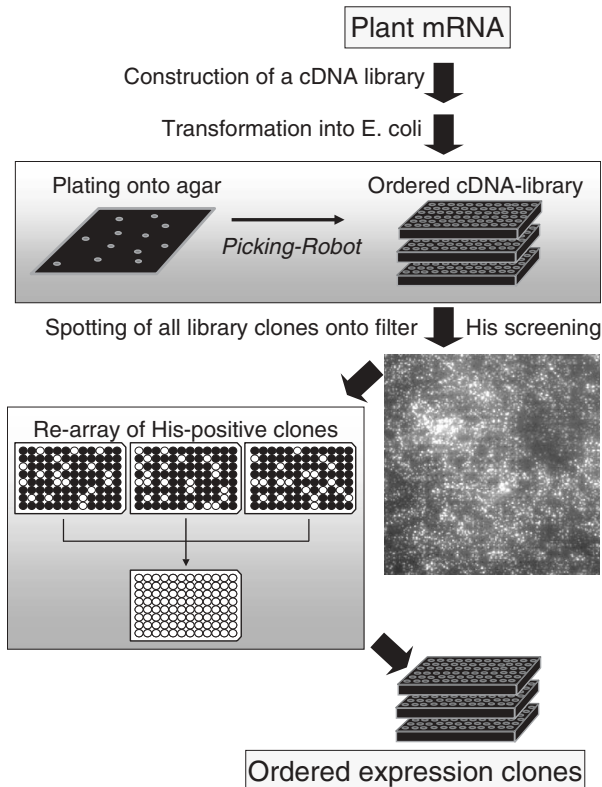 Plant mRNA
Construction of a cDNA library
Transformation into E. coli
Plating onto agar
Ordered cDNA-library
Picking-Robot
Spotting of all library clones onto filter
His screening
Re-array of His-positive clones
Ordered expression clones